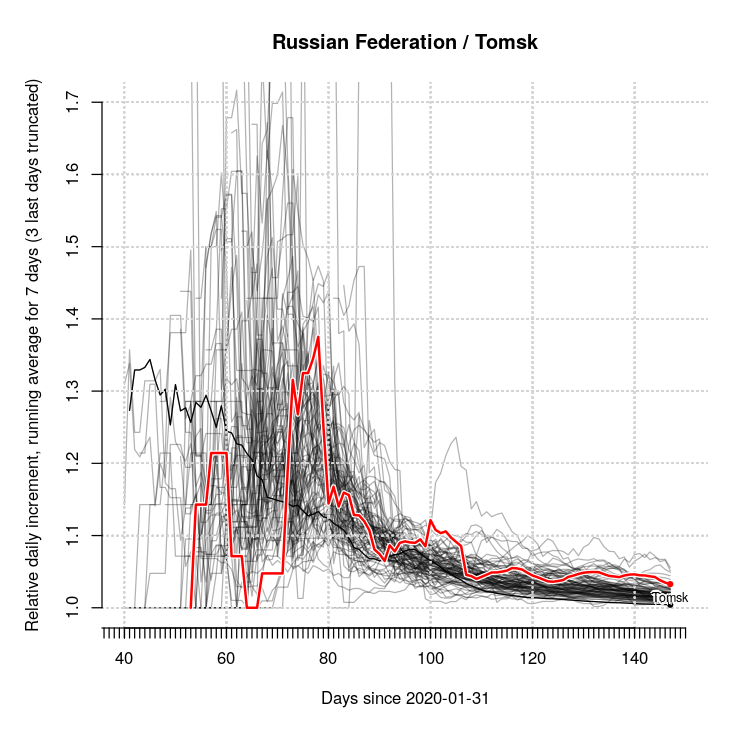 Russian Federation / Tomsk
Relative daily increment, running average for 7 days (3 last days truncated)
1.7
1.6
1.5
1.4
1.3
1.2
1.1
1.0
Tomsk
40 60 80 100 120 140
Days since 2020-01-31